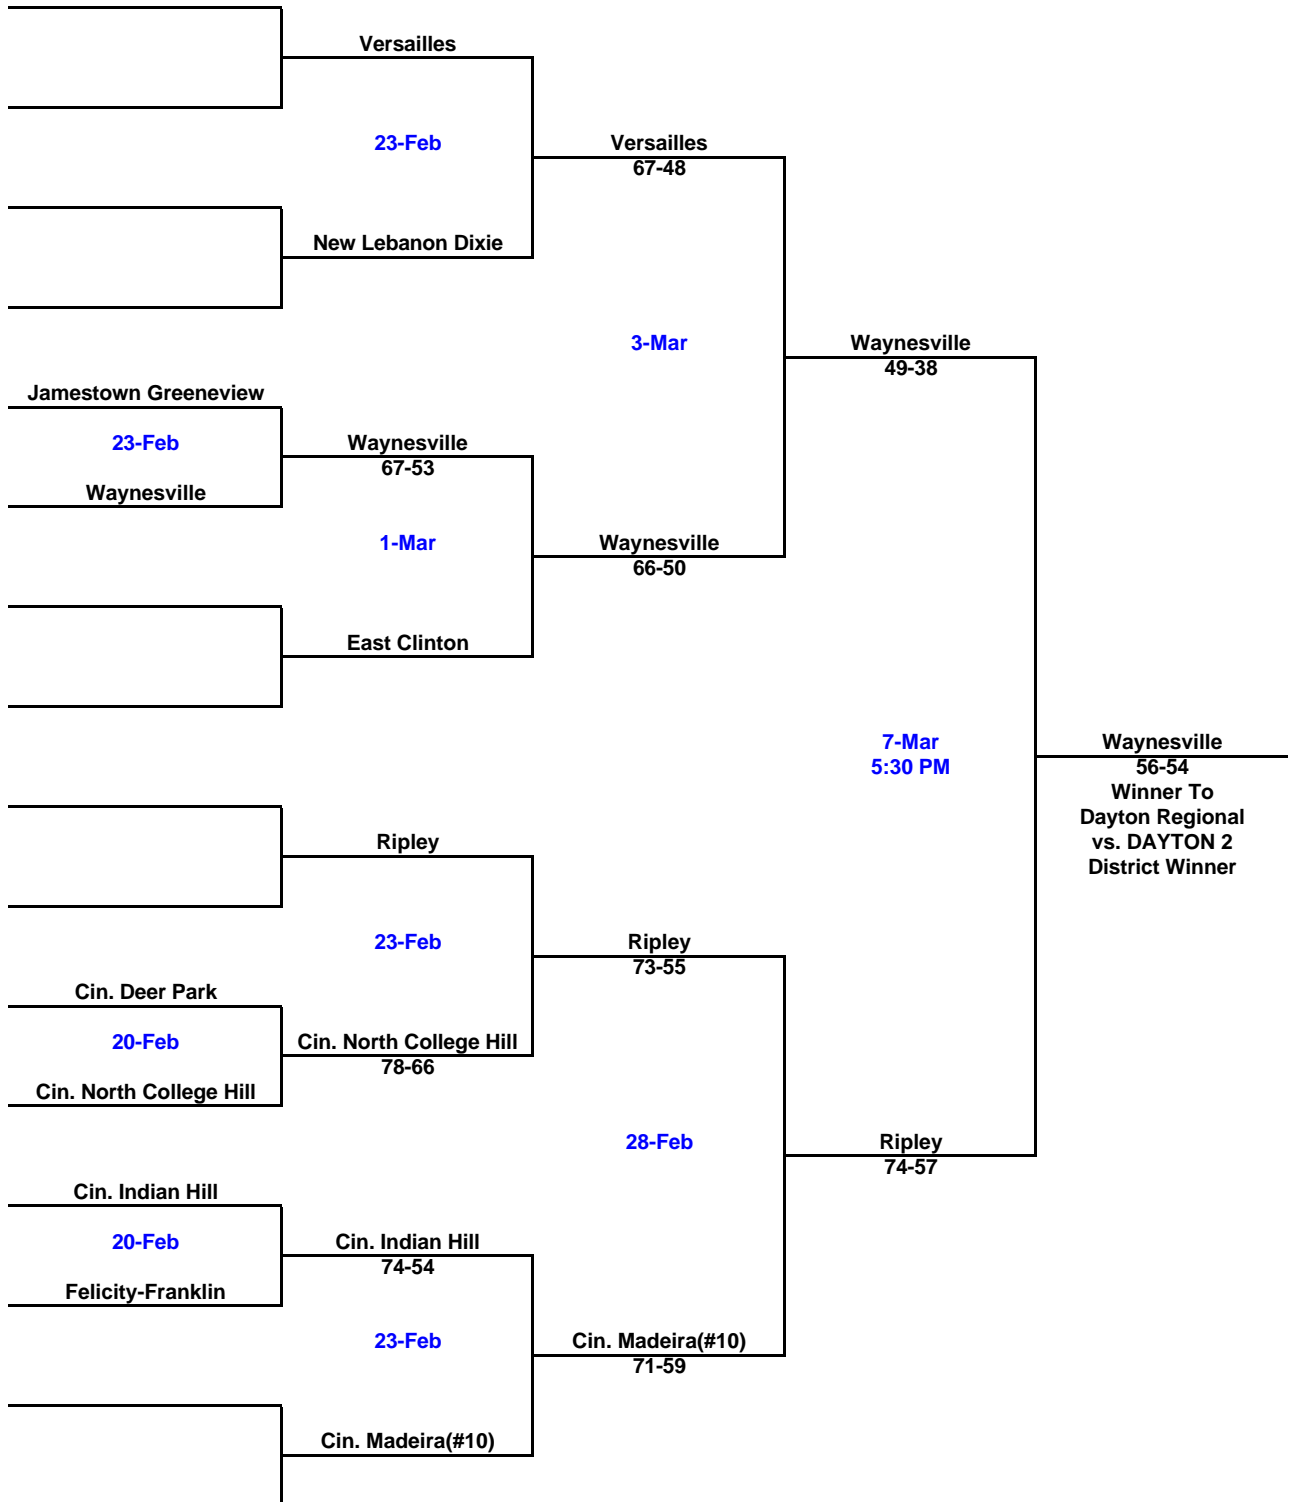 Versailles
23-Feb
Versailles
67-48
New Lebanon Dixie
3-Mar
Waynesville
49-38
Jamestown Greeneview
23-Feb
Waynesville
67-53
Waynesville
1-Mar
Waynesville
66-50
East Clinton
7-Mar
5:30 PM
Waynesville
56-54
Winner To
Dayton Regional
vs. DAYTON 2
District Winner
Ripley
23-Feb
Ripley
73-55
Cin. Deer Park
20-Feb
Cin. North College Hill
78-66
Cin. North College Hill
28-Feb
Ripley
74-57
Cin. Indian Hill
20-Feb
Cin. Indian Hill
74-54
Felicity-Franklin
23-Feb
Cin. Madeira(#10)
71-59
Cin. Madeira(#10)